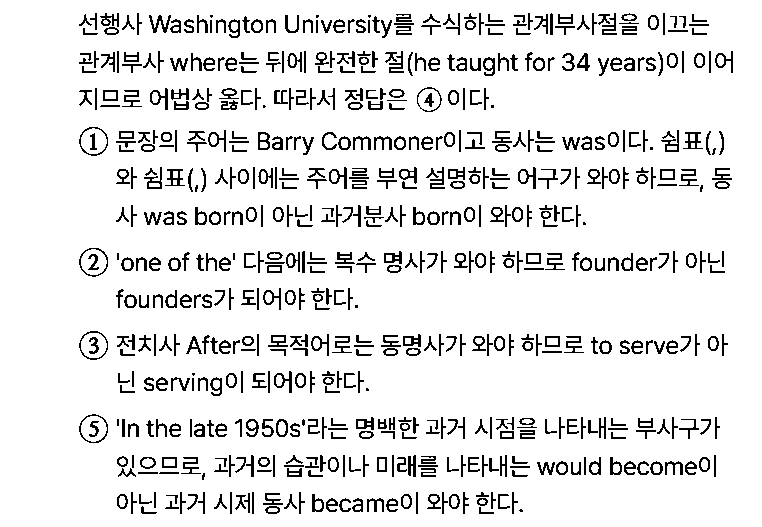 선행사 Washington University를 수식하는 관계부사절을 이끄는
관계부사 where는 뒤에 완전한 절(he taught for 34 years)이 이어
지므로 어법상 옳다. 따라서 정답은 ④이다.
① 문장의 주어는 Barry Commoner이고 동사는 was이다. 쉼표(,)
와 쉼표(,) 사이에는 주어를 부연 설명하는 어구가 와야 하므로, 동
사 was born이 아닌 과거분사 born이 와야 한다.
② 'one of the' 다음에는 복수 명사가 와야 하므로 founder가 아닌
founders가 되어야 한다.
③ 전치사 After의 목적어로는 동명사가 와야 하므로 to serve가 아
닌 serving이 되어야 한다.
⑤ 'In the late 1950s'라는 명백한 과거 시점을 나타내는 부사구가
있으므로, 과거의 습관이나 미래를 나타내는 would become이
아닌 과거 시제 동사 became이 와야 한다.